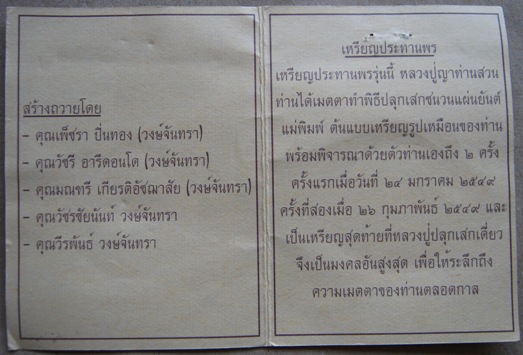 สร้างถวายโดย
- คุณเพ็ชรา ปิ่นทอง (วงษ์จันทรา)
- คุณวัชรี อารีดอนโด (วงษ์จันทรา)
- คุณมณฑรี เกียรติอัชฌาสัย (วงษ์จันทรา)
- คุณวัชรชัยนันท์ วงษ์จันทรา
- คุณวีรพันธ์ วงษ์จันทรา
เหรียญประทานพร
เหรียญประทานพรรุ่นนี้ หลวงปู่ญาท่านสวน
ท่านได้เมตตาทำพิธีปลุกเสกชนวนแผ่นยันต์
แม่พิมพ์ ต้นแบบเหรียญรูปเหมือนของท่าน
พร้อมพิจารณาด้วยตัวท่านเองถึง ๒ ครั้ง
ครั้งแรกเมื่อวันที่ ๒๔ มกราคม ๒๕๔๙
ครั้งที่สองเมื่อ ๒๖ กุมภาพันธ์ ๒๕๔๙ และ
เป็นเหรียญสุดท้ายที่หลวงปู่ปลุกเสกเดี่ยว
จึงเป็นมงคลอันสูงสุด เพื่อให้ระลึกถึง
ความเมตตาของท่านตลอดกาล